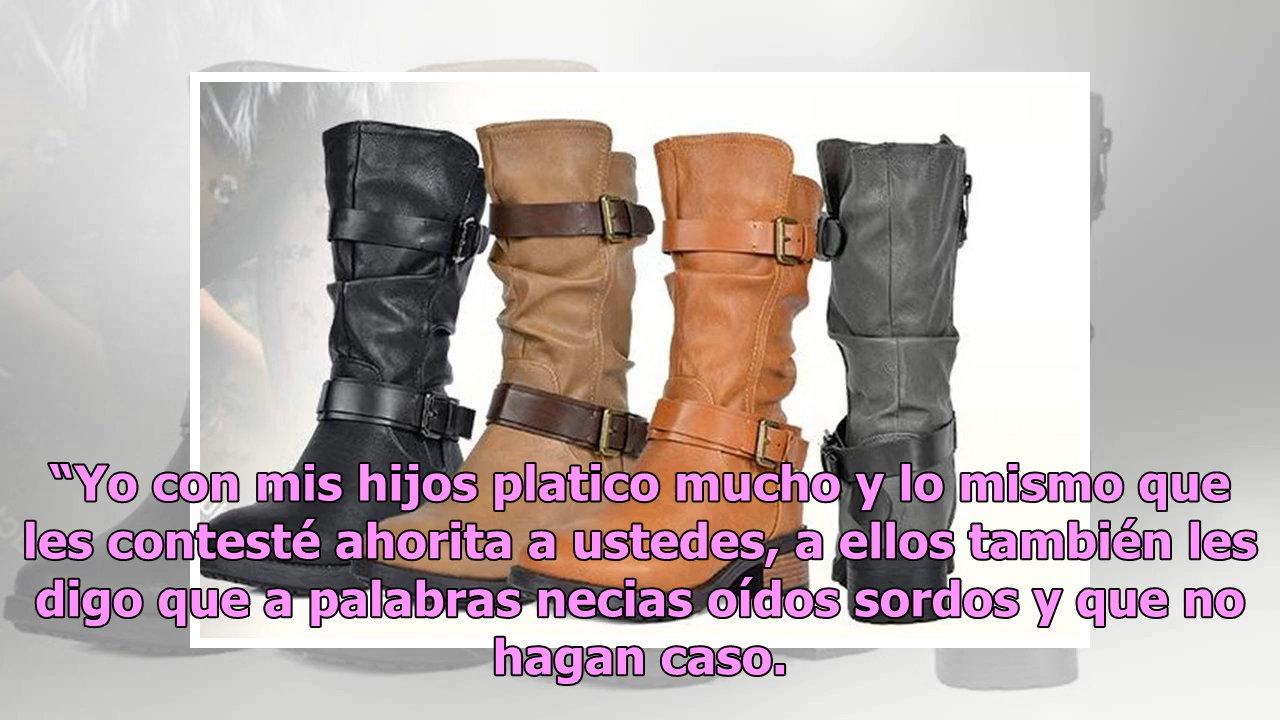 “Yo con mis hijos platico mucho y lo mismo que
les contesté ahorita a ustedes, a ellos también les
digo que a palabras necias oídos sordos y que no
hagan caso.